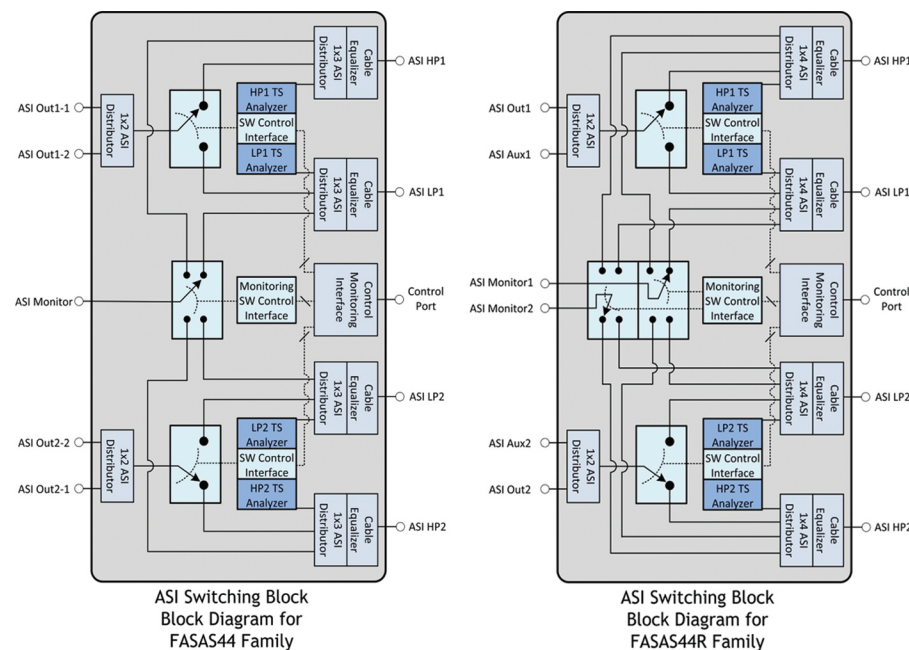 1x3 ASI
Distributor
Cable
Equalizer
ASI HP1
HP1 TS
Analyzer
SW Control
Interface
LP1 TS
Analyzer
ASI Out1-1
1x2 ASI
Distributor
ASI Out1-2
1x3 ASI
Distributor
Cable
Equalizer
ASI LP1
ASI Monitor
Monitoring
SW Control
Interface
Control
Monitoring
Interface
Control
Port
1x3 ASI
Distributor
Cable
Equalizer
ASI LP2
ASI Out2-2
1x2 ASI
Distributor
ASI Out2-1
LP2 TS
Analyzer
SW Control
Interface
HP2 TS
Analyzer
1x3 ASI
Distributor
Cable
Equalizer
ASI HP2
ASI Switching Block
Block Diagram for
FASAS44 Family
1x4 ASI
Distributor
Cable
Equalizer
ASI HP1
HP1 TS
Analyzer
SW Control
Interface
LP1 TS
Analyzer
ASI Out1
1x2 ASI
Distributor
ASI Aux1
1x4 ASI
Distributor
Cable
Equalizer
ASI LP1
ASI Monitor1
ASI Monitor2
Monitoring
SW Control
Interface
Control
Monitoring
Interface
Control
Port
1x4 ASI
Distributor
Cable
Equalizer
ASI LP2
ASI Aux2
1x2 ASI
Distributor
ASI Out2
LP2 TS
Analyzer
SW Control
Interface
HP2 TS
Analyzer
1x4 ASI
Distributor
Cable
Equalizer
ASI HP2
ASI Switching Block
Block Diagram for
FASAS44R Family